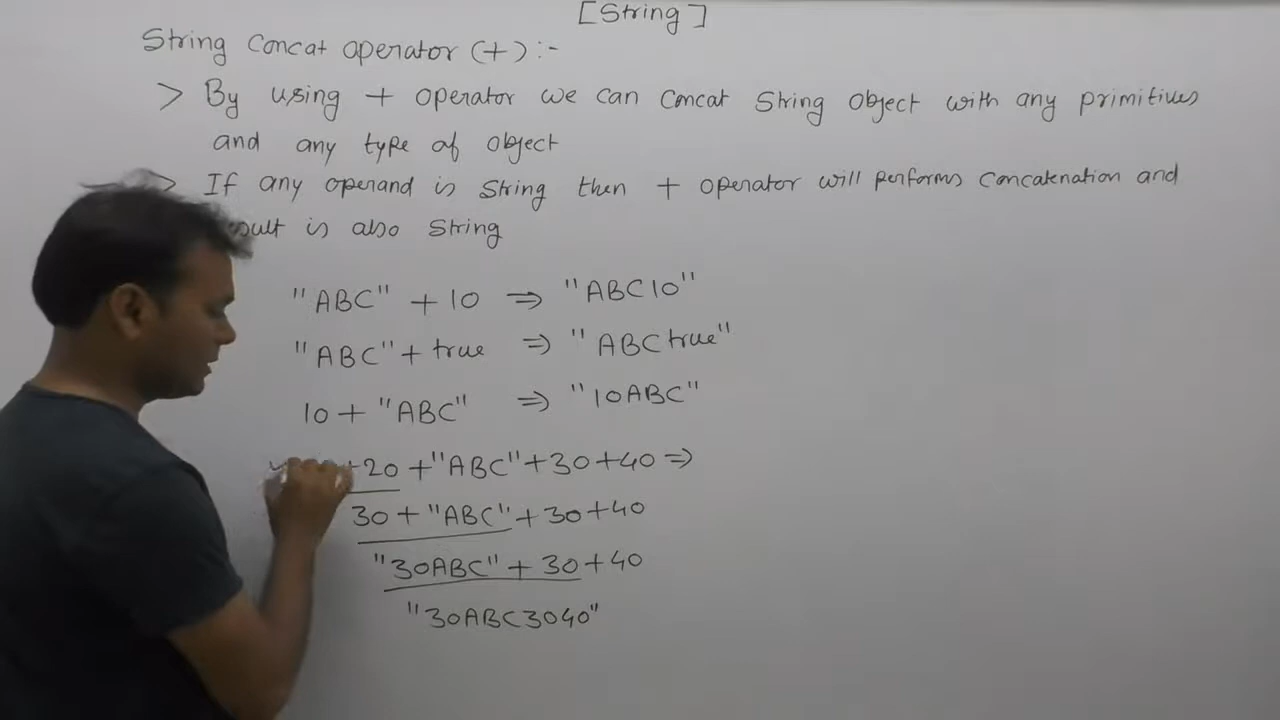 [String]
String Concat operator (+) :-
> By using + operator we can Concat String Object with any primitives
and any type of object
> If any operand is String then + operator will performs Concatenation and
is also String
"ABC" + 10 ⇒ "ABC10"
"ABC" + true ⇒ "ABCtrue"
10 + "ABC" ⇒ "10ABC"
+20 + "ABC" + 30 + 40 ⇒
30 + "ABC" + 30 + 40
"30ABC" + 30 + 40
"30ABC3040"